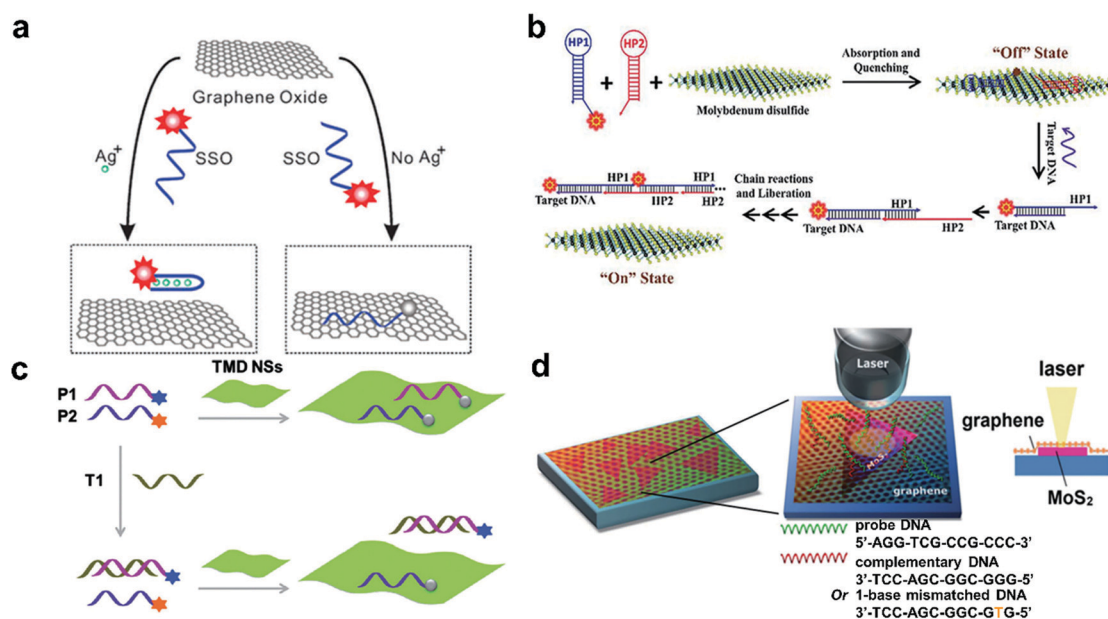 a
Graphene Oxide
Ag+
SSO
SSO
No Ag+
b
HP1
HP2
+
+
Molybdenum disulfide
Absorption and
Quenching
"Off" State
Target DNA
HP1
Target DNA
HP1
HP2
Target DNA
Chain reactions
and Liberation
HP1
HP1
...
Target DNA
HP2
HP2
"On" State
c
P1
P2
TMD NSs
T1
d
Laser
MoS2
graphene
laser
graphene
MoS2
probe DNA
5'-AGG-TCG-CCG-CCC-3'
complementary DNA
3'-TCC-AGC-GGC-GGG-5'
Or 1-base mismatched DNA
3'-TCC-AGC-GGC-GTG-5'